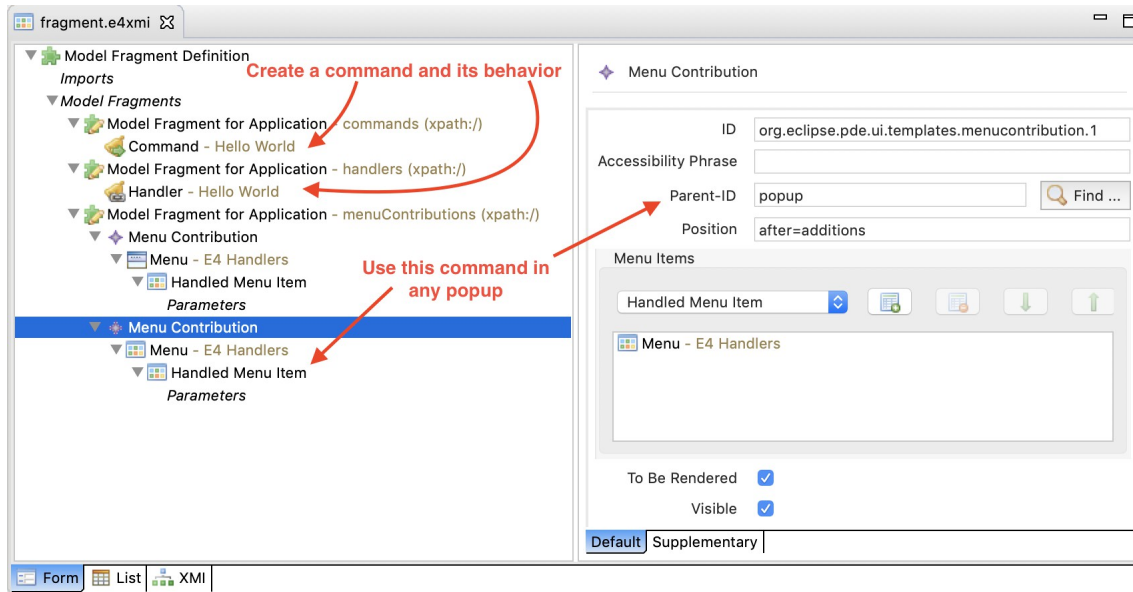 fragment.e4xmi
Model Fragment Definition
Imports
Create a command and its behavior
Model Fragments
Model Fragment for Application - commands (xpath:/)
Command - Hello World
Model Fragment for Application - handlers (xpath:/)
Handler - Hello World
Model Fragment for Application - menuContributions (xpath:/)
Menu Contribution
Menu - E4 Handlers
Handled Menu Item
Parameters
Use this command in
any popup
Menu Contribution
Menu - E4 Handlers
Handled Menu Item
Parameters
Menu Contribution
ID org.eclipse.pde.ui.templates.menucontribution.1
Accessibility Phrase
Parent-ID popup Find ...
Position after=additions
Menu Items
Handled Menu Item
Menu - E4 Handlers
To Be Rendered
Visible
Default Supplementary
Form List XMI